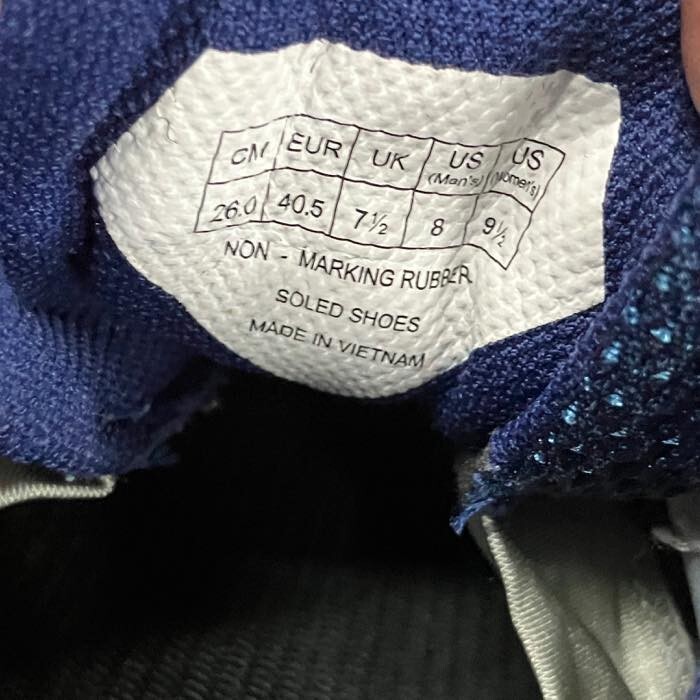 CM EUR UK US (Man's) US (Women's)
26.0 40.5 7½ 8 9½
NON - MARKING RUBBER
SOLED SHOES
MADE IN VIETNAM